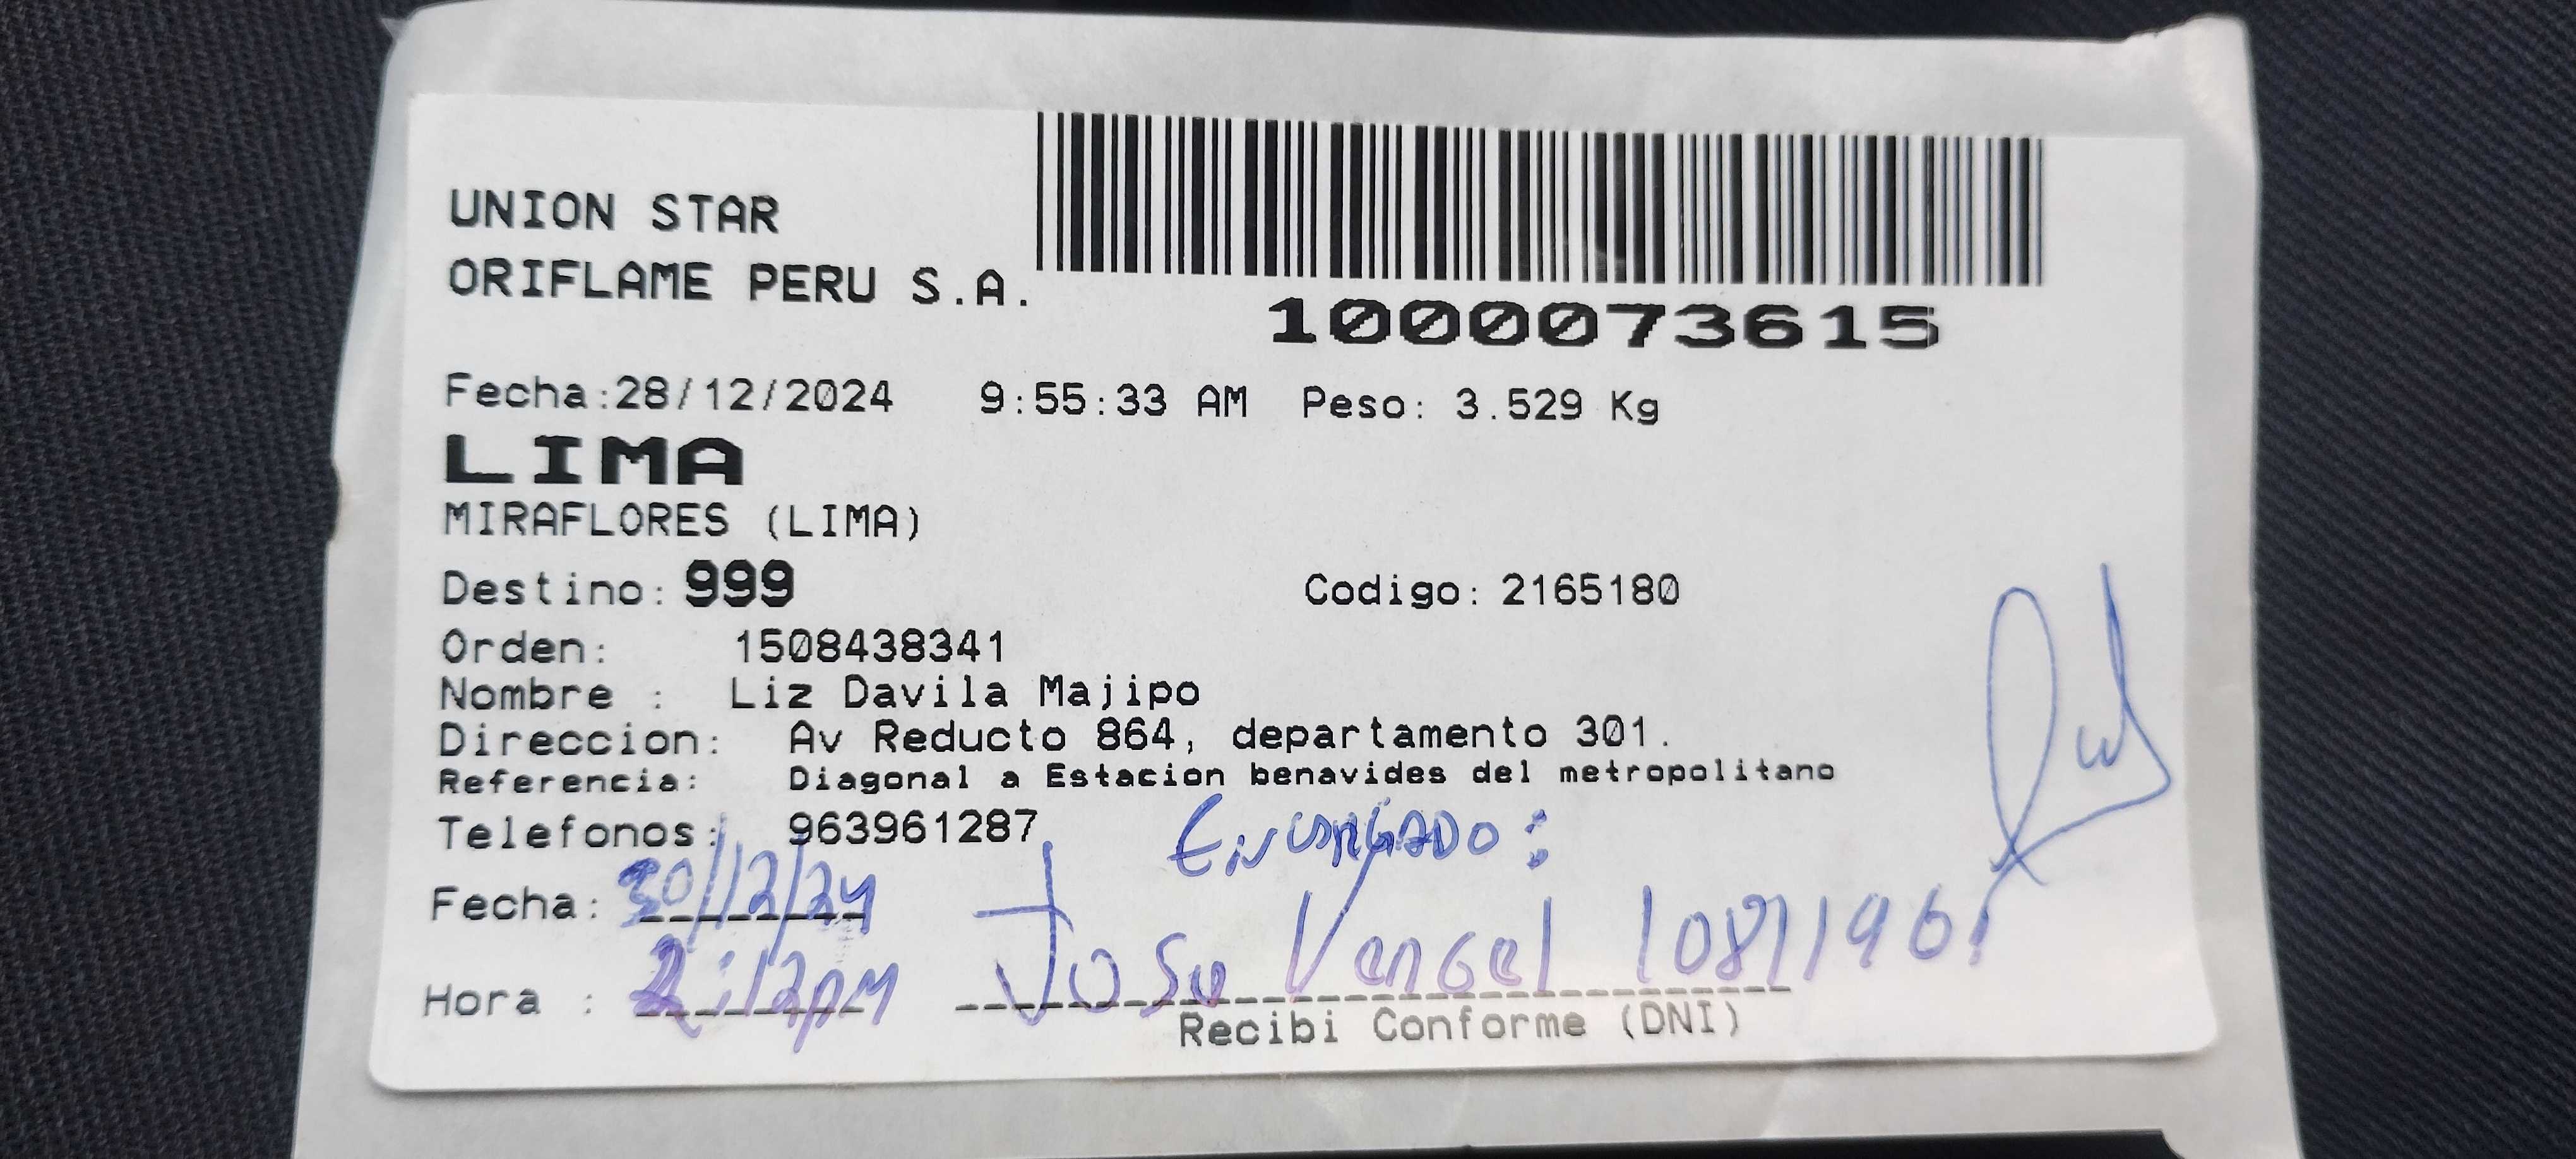 UNION STAR
ORIFLAME PERU S.A.
1000073615
Fecha:28/12/2024 9:55:33 AM Peso: 3.529 Kg
LIMA
MIRAFLORES (LIMA)
Destino: 999 Codigo: 2165180
Orden: 1508438341
Nombre : Liz Davila Majipo
Direccion: Av Reducto 864, departamento 301.
Referencia: Diagonal a Estacion benavides del metropolitano
Telefonos: 963961287
ENCARGADO:
Fecha: 30/12/24
Hora : 2:12pm
Recibi Conforme (DNI)